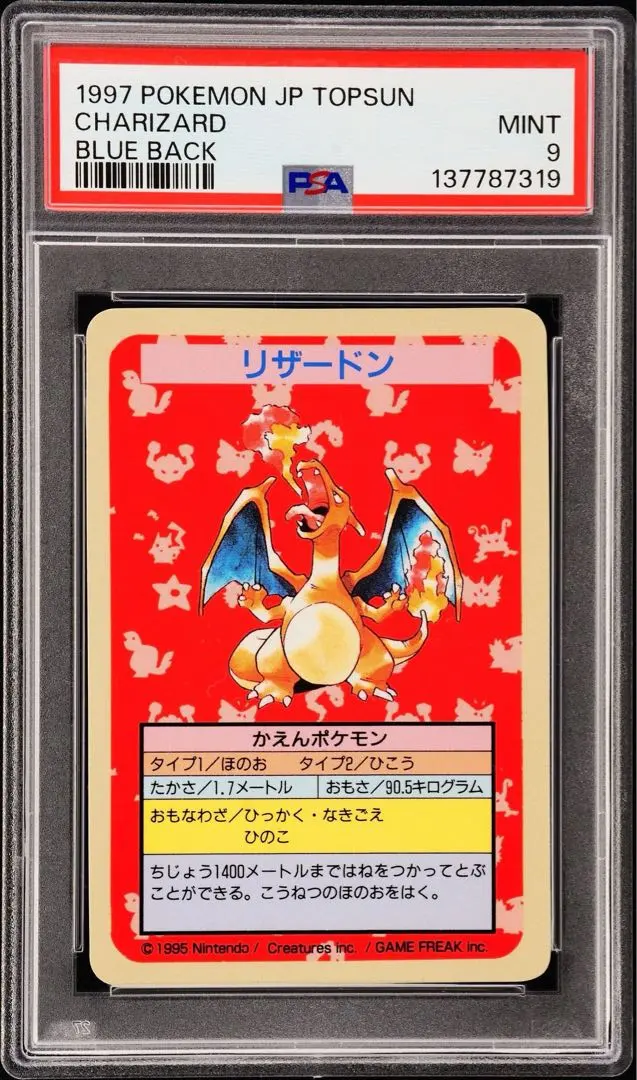 1997 POKEMON JP TOPSUN
CHARIZARD MINT
BLUE BACK 9
PSA 137787319
リザードン
かえんポケモン
タイプ1/ほのお タイプ2/ひこう
たかさ/1.7メートル おもさ/90.5キログラム
おもなわざ/ひっかく・なきごえ
ひのこ
ちじょう1400メートルまではねをつかってとぶ
ことができる。こうねつのほのおをはく。
© 1995 Nintendo / Creatures inc. / GAME FREAK inc.